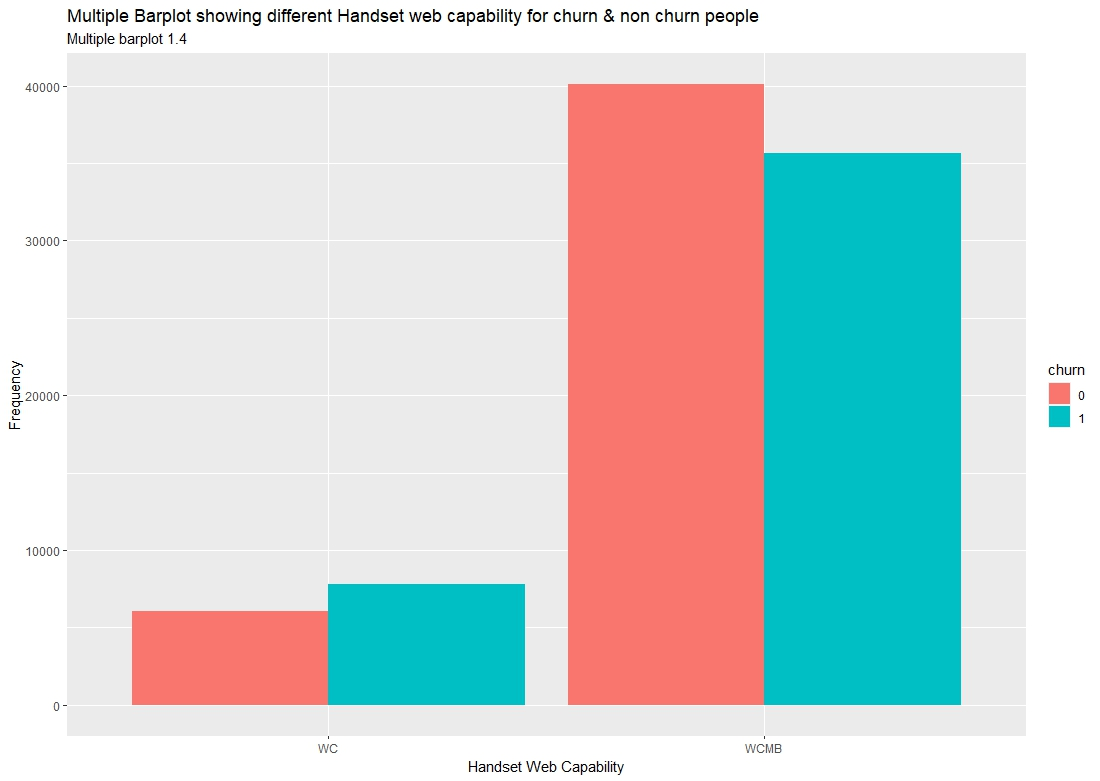 Multiple Barplot showing different Handset web capability for churn & non churn people
Multiple barplot 1.4
40000
30000
20000
10000
0
Frequency
WC
WCMB
Handset Web Capability
churn
0
1